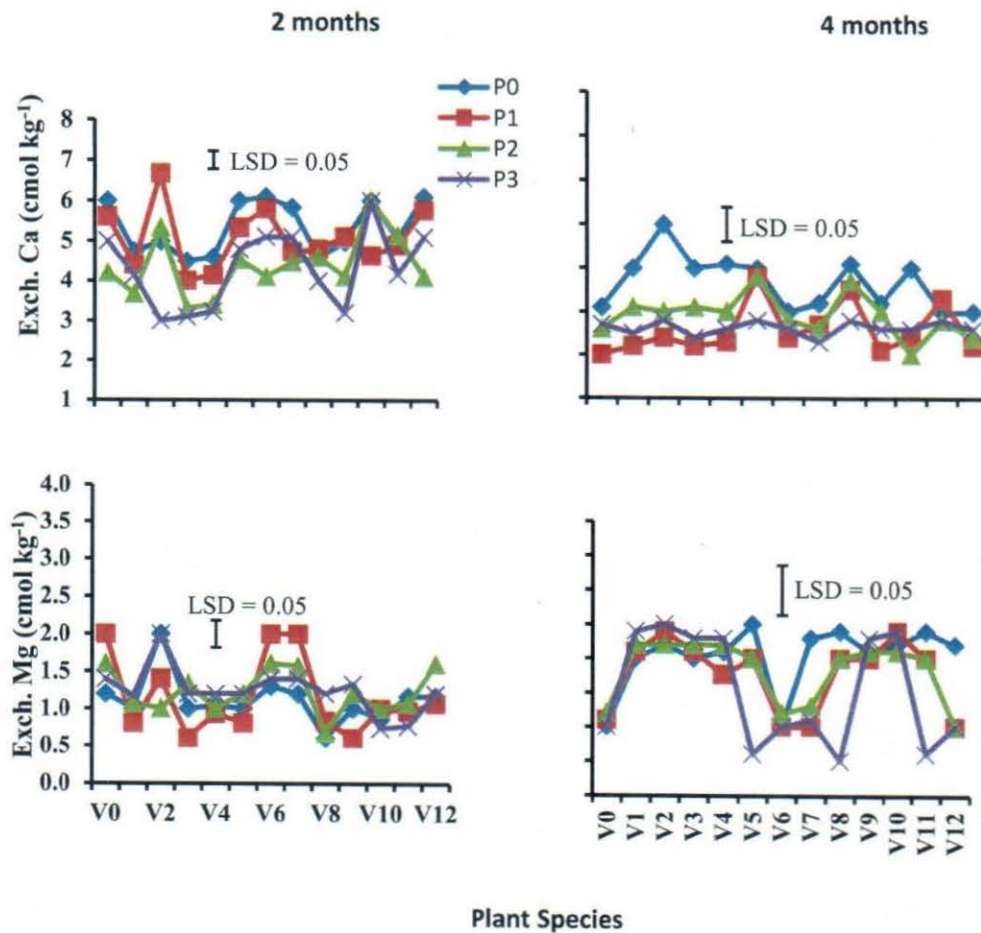 2 months
4 months
P0
P1
P2
P3
Exch. Ca (cmol kg⁻¹)
8
7
6
5
4
3
2
1
LSD = 0.05
LSD = 0.05
Exch. Mg (cmol kg⁻¹)
4.0
3.5
3.0
2.5
2.0
1.5
1.0
0.5
0.0
LSD = 0.05
LSD = 0.05
V0 V2 V4 V6 V8 V10 V12
V0 V1 V2 V3 V4 V5 V6 V7 V8 V9 V10 V11 V12
Plant Species